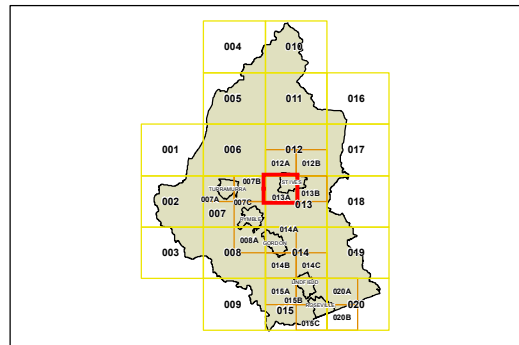 004 010
005 011 016
001 006 012 017
012A 012B
007B ST.IVES
TURRAMURRA 013B
002 007A 007C 013A 013 018
007 PYMBLE
008A 014A
GORDON
003 008 014 019
014B 014C
LINDFIELD
015A 020A
009 015B ROSEVILLE 020
015 020B
015C